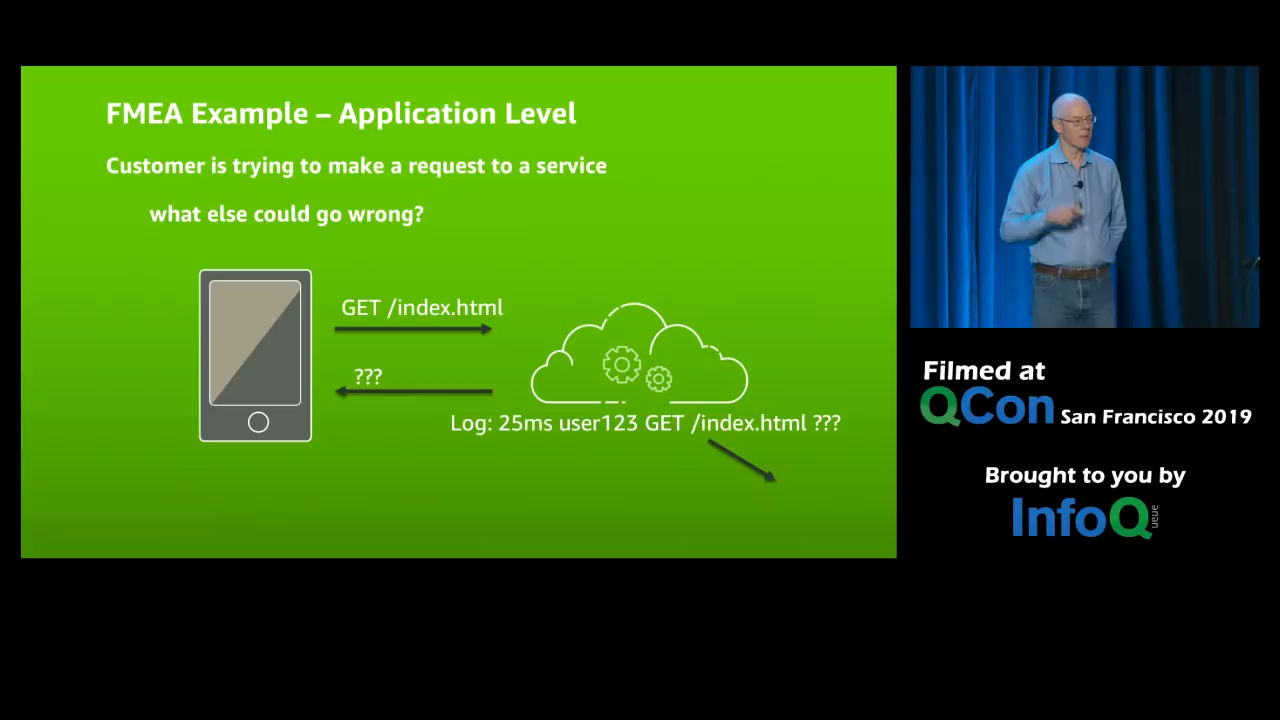 FMEA Example – Application Level
Customer is trying to make a request to a service
what else could go wrong?
GET /index.html
???
Log: 25ms user123 GET /index.html ???
Filmed at
QCon San Francisco 2019
Brought to you by
InfoQ
ueue